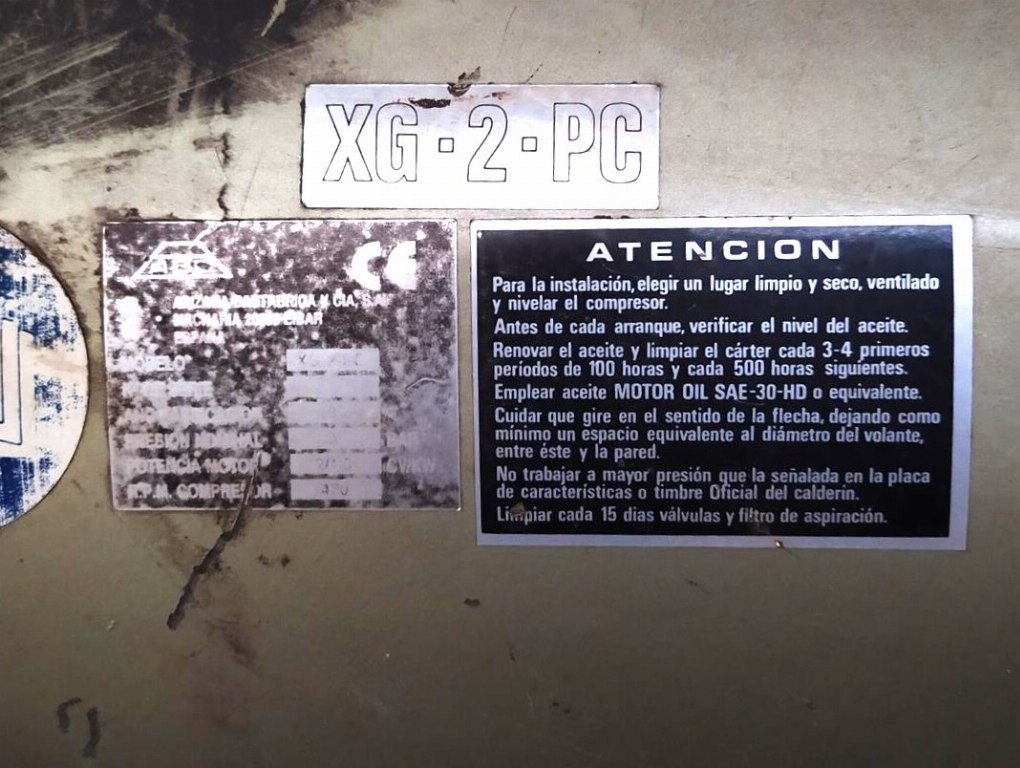 XG·2·PC
ABC
CE
CIA, S.A.
EIBAR
MODELO
PRESION NOMINAL
POTENCIA MOTOR CV/KW
R.P.M. COMPRESOR
ATENCION
Para la instalación, elegir un lugar limpio y seco, ventilado
y nivelar el compresor.
Antes de cada arranque, verificar el nivel del aceite.
Renovar el aceite y limpiar el cárter cada 3-4 primeros
períodos de 100 horas y cada 500 horas siguientes.
Emplear aceite MOTOR OIL SAE-30-HD o equivalente.
Cuidar que gire en el sentido de la flecha, dejando como
mínimo un espacio equivalente al diámetro del volante,
entre éste y la pared.
No trabajar a mayor presión que la señalada en la placa
de características o timbre Oficial del calderín.
Limpiar cada 15 dias válvulas y filtro de aspiración.